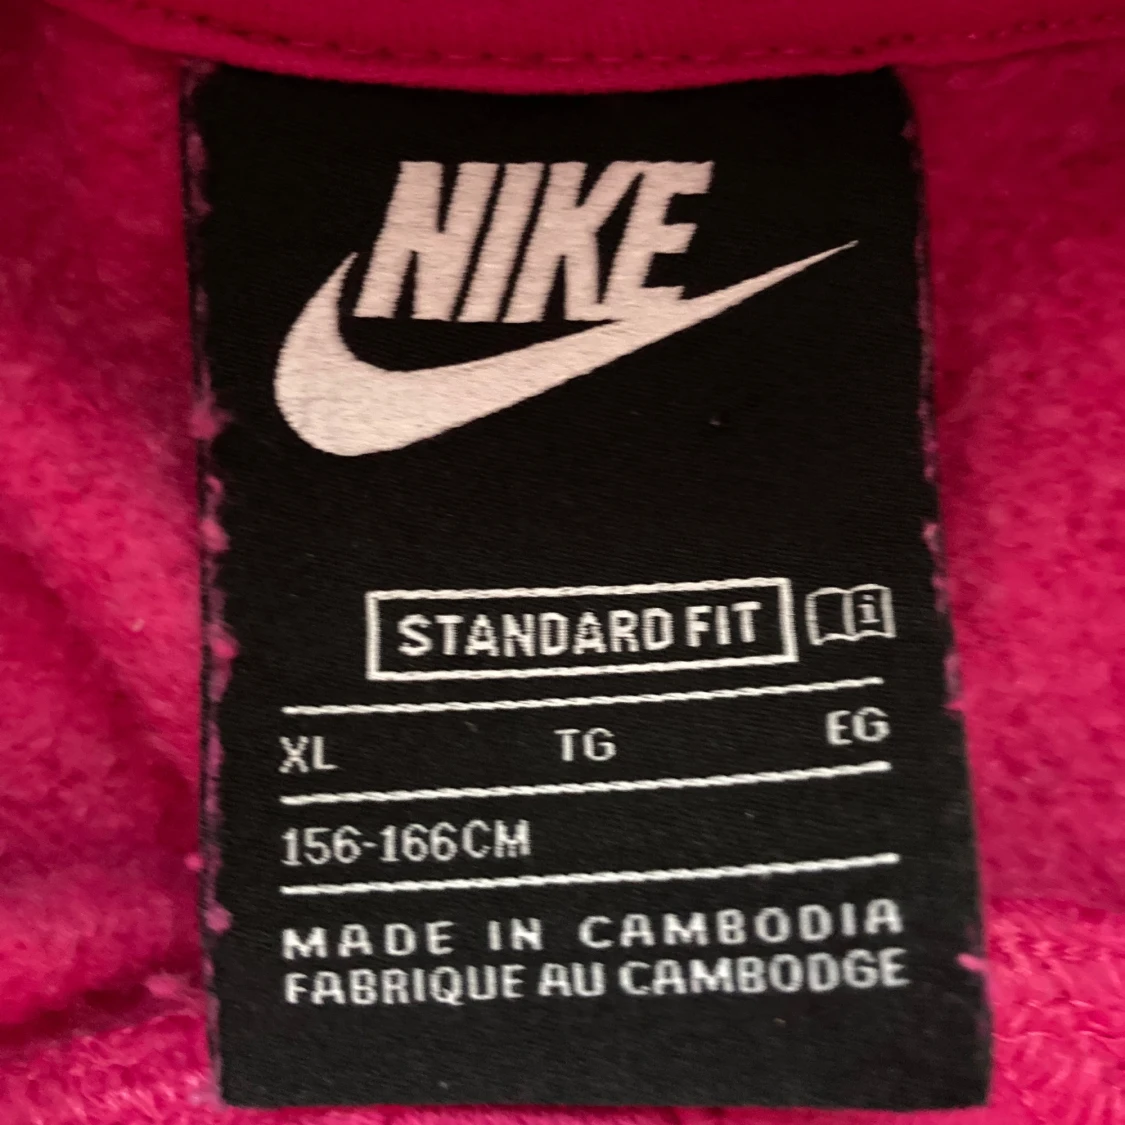 NIKE
STANDARD FIT
XL TG EG
156-166CM
MADE IN CAMBODIA
FABRIQUE AU CAMBODGE